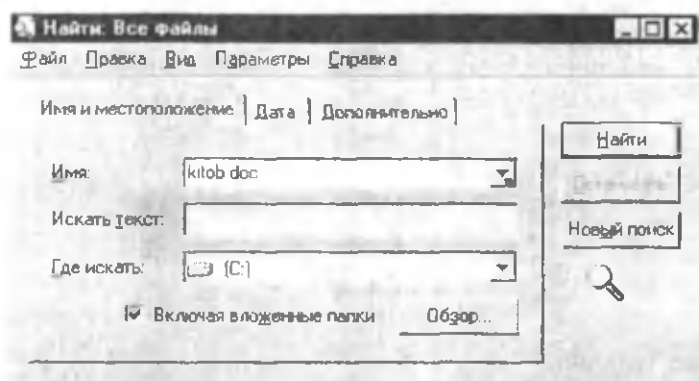 Найти: Все файлы
Файл Правка Вид Параметры Справка
Имя и местоположение Дата Дополнительно
Найти
Имя: kitob doc
Остановить
Искать текст:
Новый поиск
Где искать: (C:)
Включая вложенные папки Обзор...